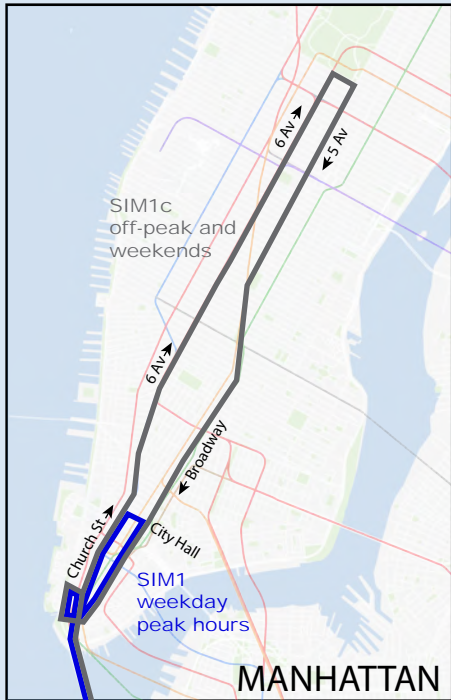 6 Av
5 Av
SIM1c
off-peak and
weekends
6 Av
Broadway
Church St
City Hall
SIM1
weekday
peak hours
MANHATTAN